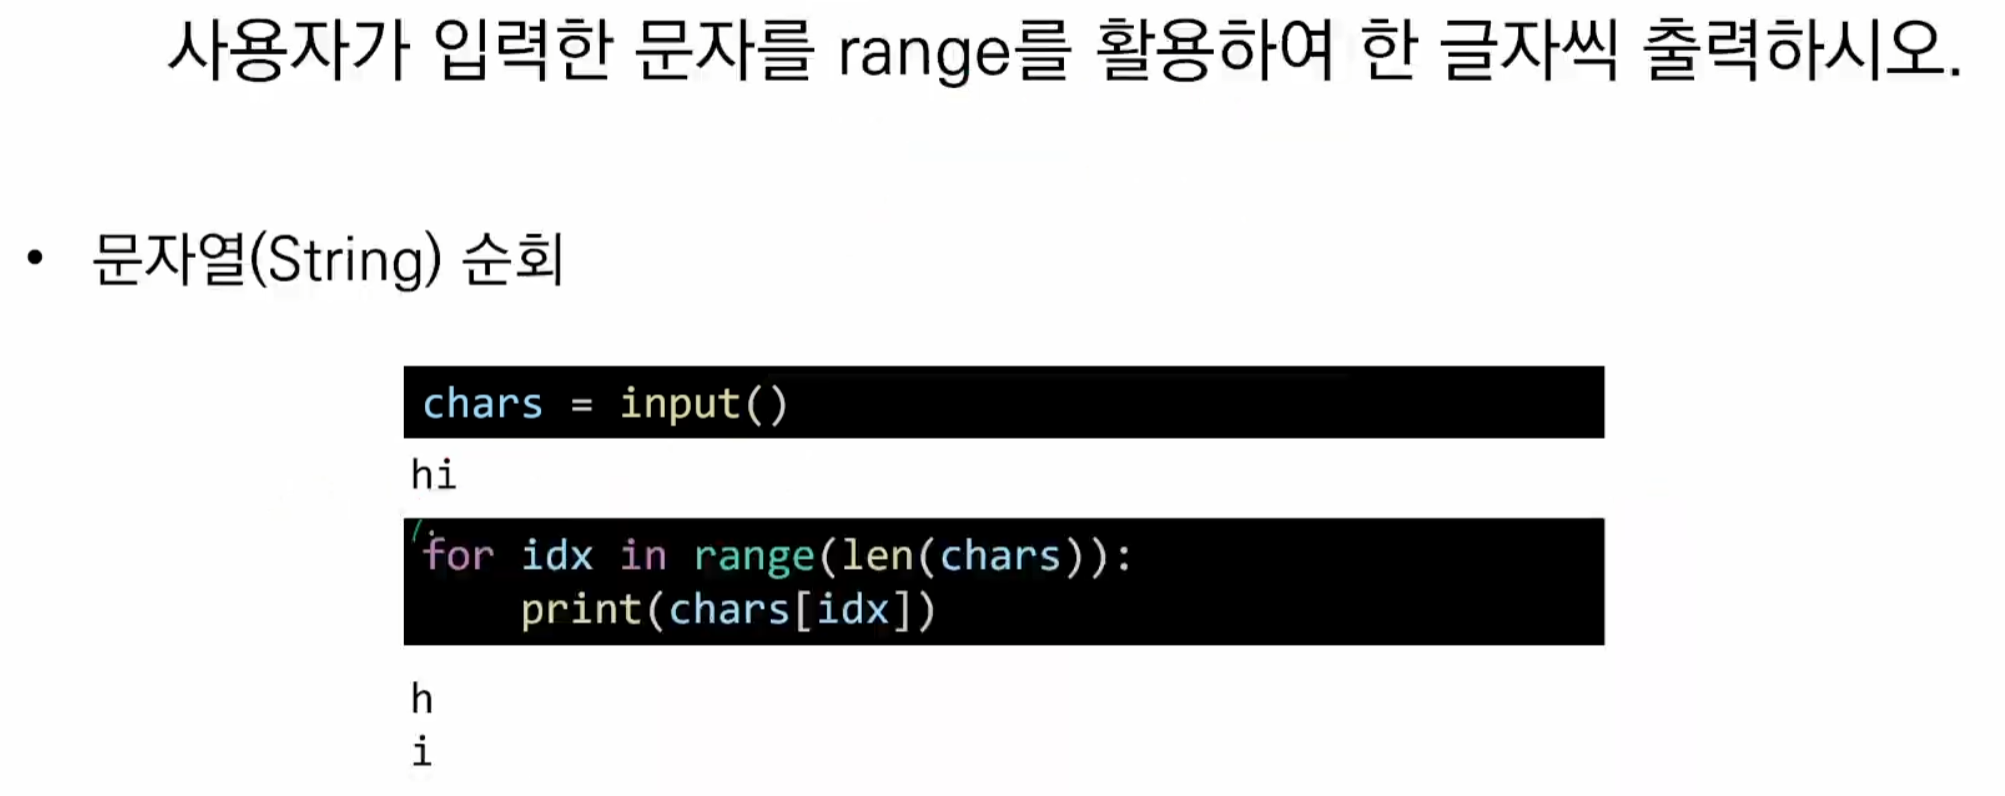 사용자가 입력한 문자를 range를 활용하여 한 글자씩 출력하시오.
• 문자열(String) 순회
chars = input()
hi
for idx in range(len(chars)):
    print(chars[idx])
h
i